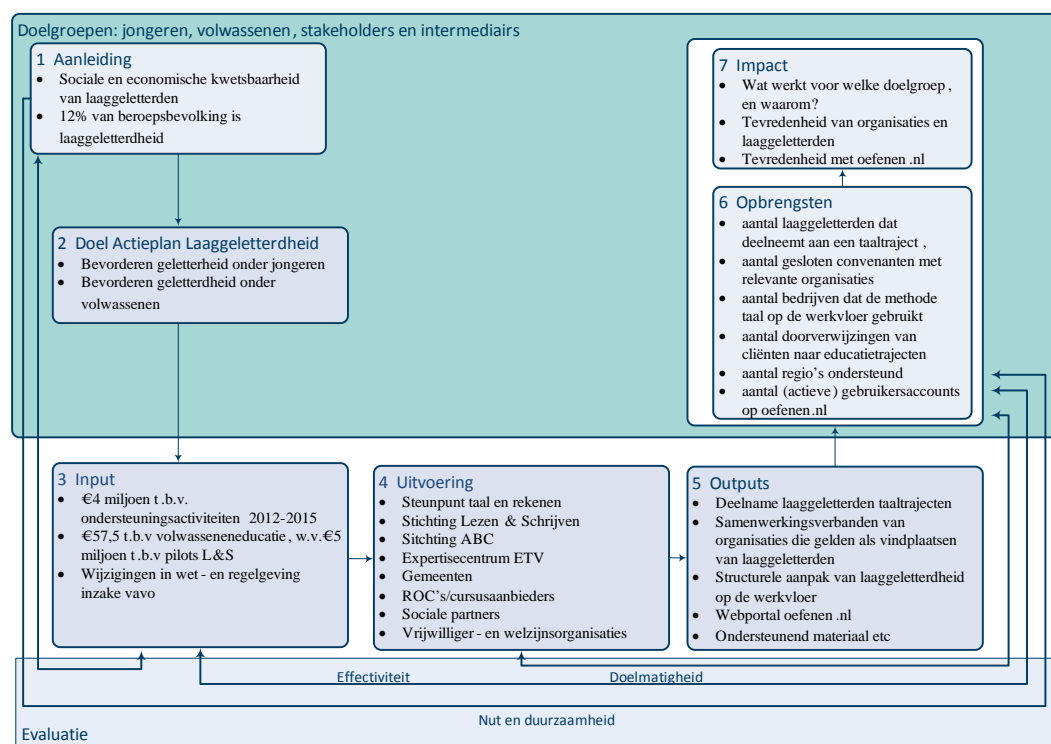 Doelgroepen: jongeren, volwassenen, stakeholders en intermediairs
1 Aanleiding
• Sociale en economische kwetsbaarheid
van laaggeletterden
• 12% van beroepsbevolking is
laaggeletterdheid
2 Doel Actieplan Laaggeletterdheid
• Bevorderen geletterheid onder jongeren
• Bevorderen geletterdheid onder
volwassenen
3 Input
• €4 miljoen t.b.v.
ondersteuningsactiviteiten 2012-2015
• €57,5 t.b.v volwasseneneducatie, w.v. €5
miljoen t.b.v pilots L&S
• Wijzigingen in wet- en regelgeving
inzake vavo
4 Uitvoering
• Steunpunt taal en rekenen
• Stichting Lezen & Schrijven
• Sitchting ABC
• Expertisecentrum ETV
• Gemeenten
• ROC's/cursusaanbieders
• Sociale partners
• Vrijwilliger- en welzijnsorganisaties
5 Outputs
• Deelname laaggeletterden taaltrajecten
• Samenwerkingsverbanden van
organisaties die gelden als vindplaatsen
van laaggeletterden
• Structurele aanpak van laaggeletterdheid
op de werkvloer
• Webportal oefenen.nl
• Ondersteunend materiaal etc
6 Opbrengsten
• aantal laaggeletterden dat
deelneemt aan een taaltraject,
• aantal gesloten convenanten met
relevante organisaties
• aantal bedrijven dat de methode
taal op de werkvloer gebruikt
• aantal doorverwijzingen van
cliënten naar educatietrajecten
• aantal regio's ondersteund
• aantal (actieve) gebruikersaccounts
op oefenen.nl
7 Impact
• Wat werkt voor welke doelgroep,
en waarom?
• Tevredenheid van organisaties en
laaggeletterden
• Tevredenheid met oefenen.nl
Effectiviteit
Doelmatigheid
Nut en duurzaamheid
Evaluatie